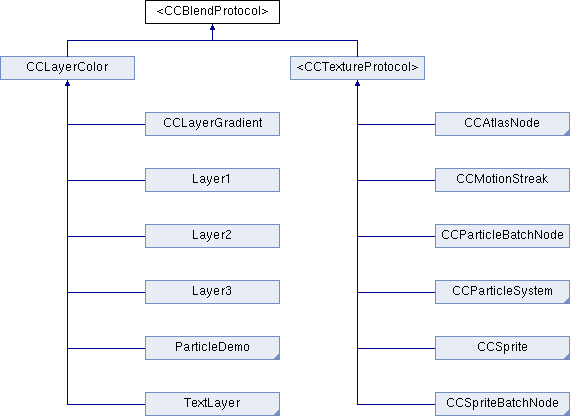 <CCBlendProtocol>
CCLayerColor
<CCTextureProtocol>
CCLayerGradient
CCAtlasNode
Layer1
CCMotionStreak
Layer2
CCParticleBatchNode
Layer3
CCParticleSystem
ParticleDemo
CCSprite
TextLayer
CCSpriteBatchNode